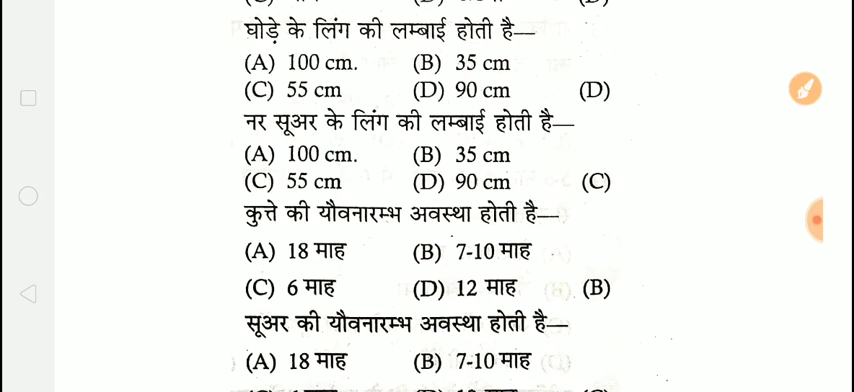 घोड़े के लिंग की लम्बाई होती है—
(A) 100 cm. (B) 35 cm
(C) 55 cm (D) 90 cm (D)
नर सूअर के लिंग की लम्बाई होती है—
(A) 100 cm. (B) 35 cm
(C) 55 cm (D) 90 cm (C)
कुत्ते की यौवनारम्भ अवस्था होती है—
(A) 18 माह (B) 7-10 माह
(C) 6 माह (D) 12 माह (B)
सूअर की यौवनारम्भ अवस्था होती है—
(A) 18 माह (B) 7-10 माह